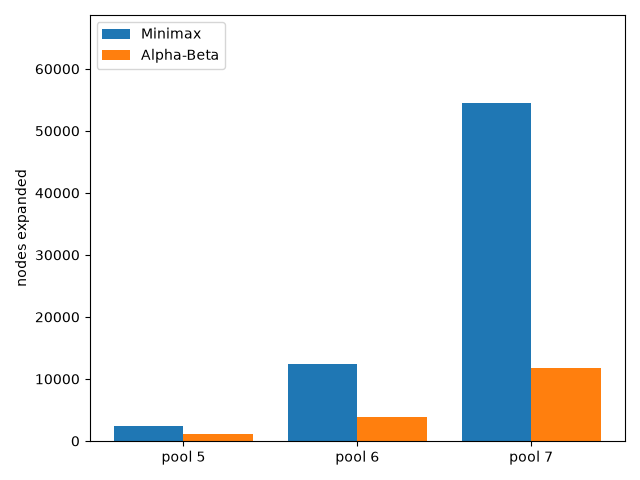 Minimax
Alpha-Beta
60000
50000
40000
30000
20000
10000
0
nodes expanded
pool 5
pool 6
pool 7